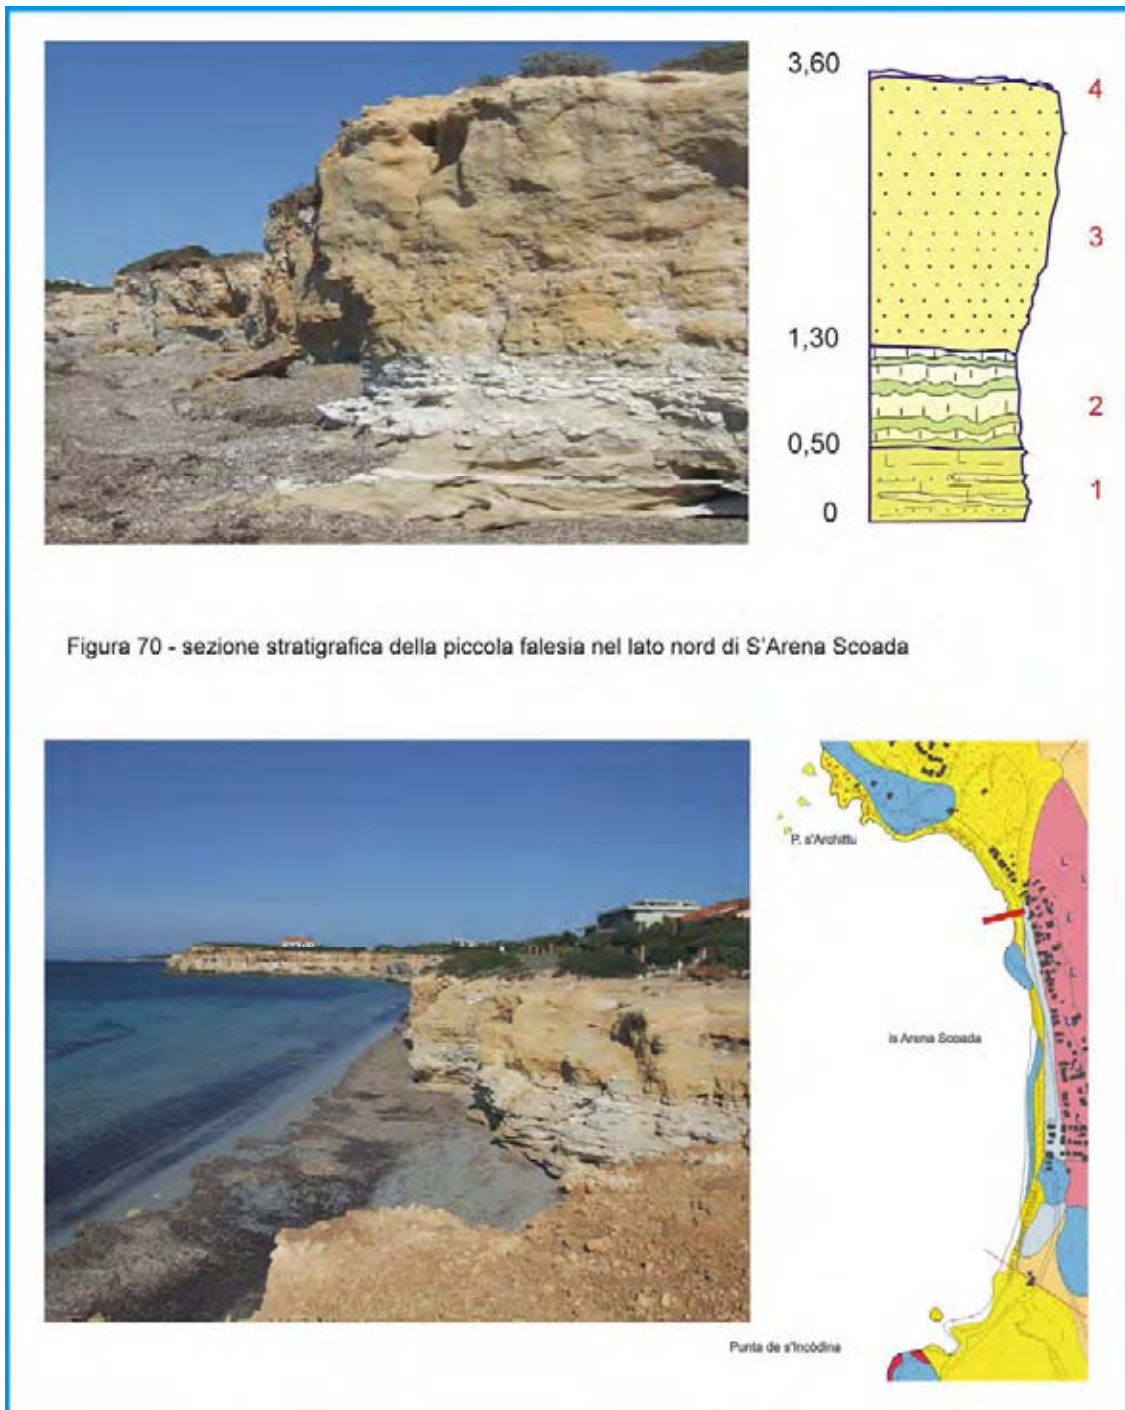 3,60
4
3
1,30
2
0,50
1
0
Figura 70 - sezione stratigrafica della piccola falesia nel lato nord di S'Arena Scoada
P. s'Archittu
is Arena Scoada
Punta de s'Incòdina